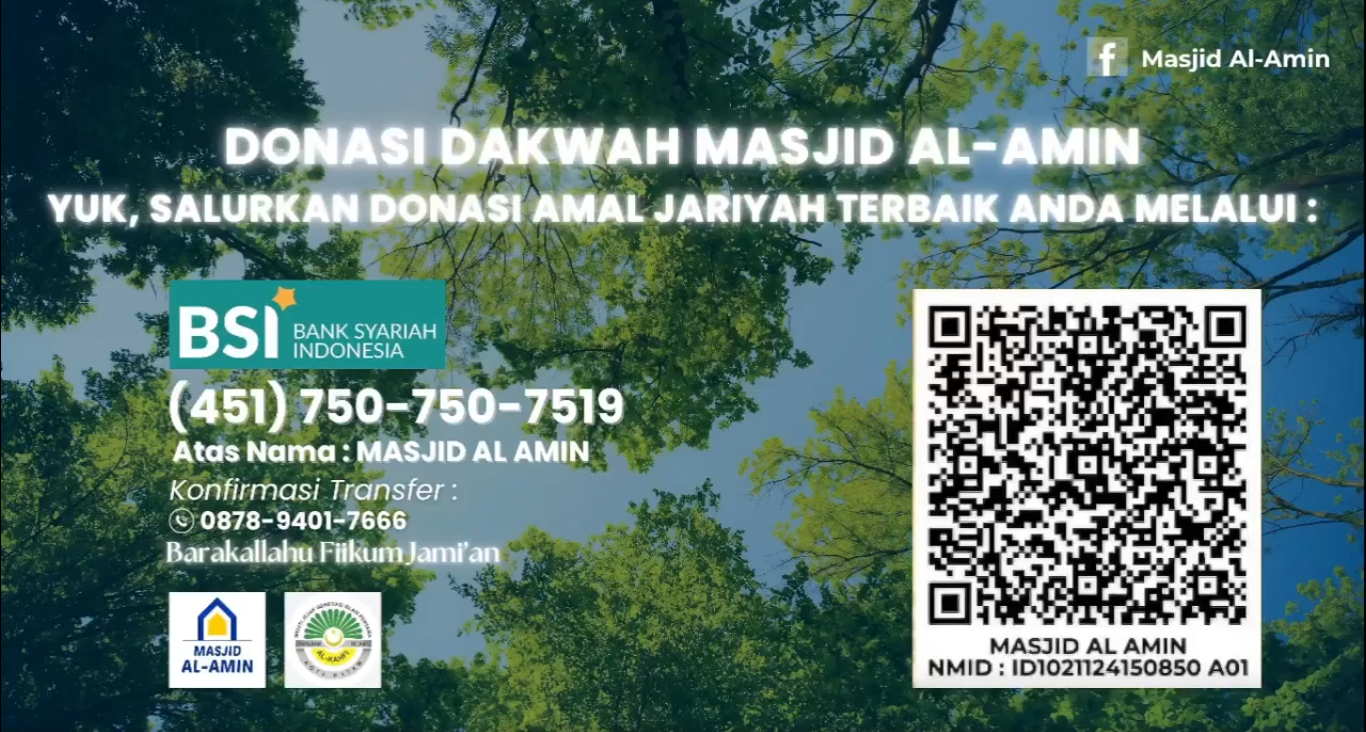 Masjid Al-Amin
DONASI DAKWAH MASJID AL-AMIN
YUK, SALURKAN DONASI AMAL JARIYAH TERBAIK ANDA MELALUI :
BSI BANK SYARIAH
INDONESIA
(451) 750-750-7519
Atas Nama : MASJID AL AMIN
Konfirmasi Transfer :
0878-9401-7666
Barakallahu Fiikum Jami'an
MASJID
AL-AMIN
AL-KAHFI
MASJID AL AMIN
NMID : ID1021124150850 A01